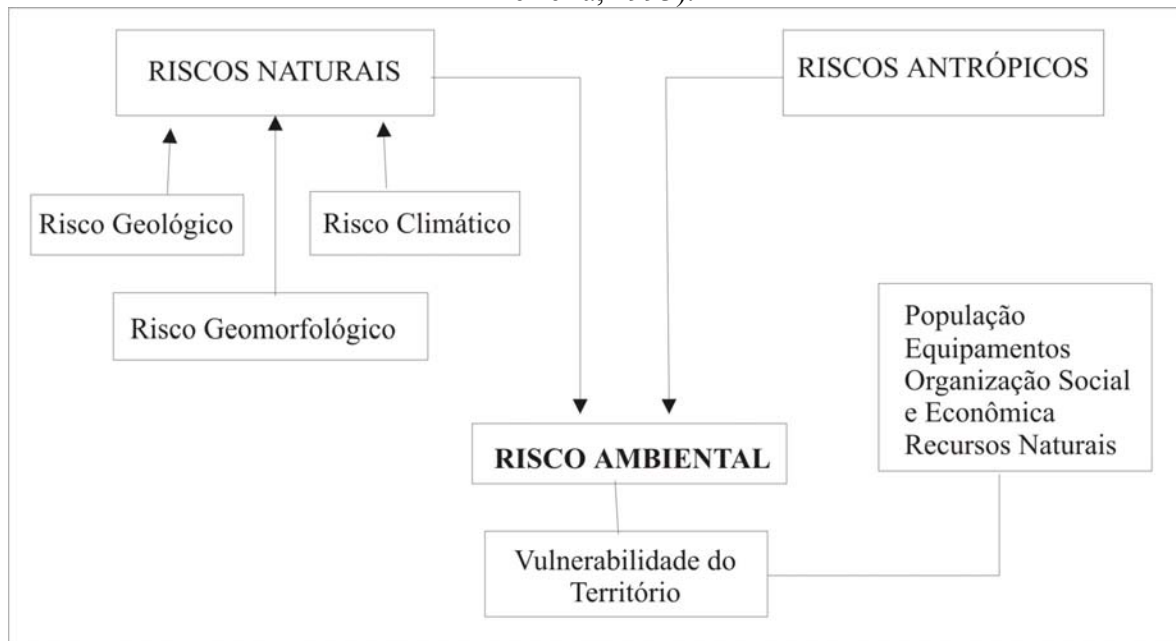 2003).
RISCOS NATURAIS
RISCOS ANTRÓPICOS
Risco Geológico
Risco Climático
Risco Geomorfológico
População
Equipamentos
Organização Social
e Econômica
Recursos Naturais
RISCO AMBIENTAL
Vulnerabilidade do
Território